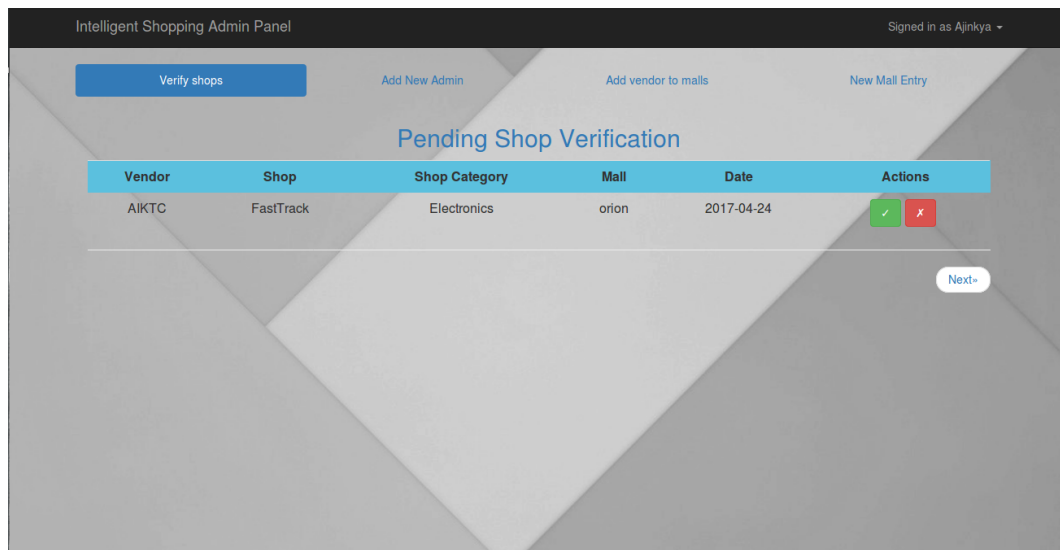 Intelligent Shopping Admin Panel Signed in as Ajinkya
Verify shops Add New Admin Add vendor to malls New Mall Entry
Pending Shop Verification
Vendor Shop Shop Category Mall Date Actions
AIKTC FastTrack Electronics orion 2017-04-24 ✓ ✗
Next»